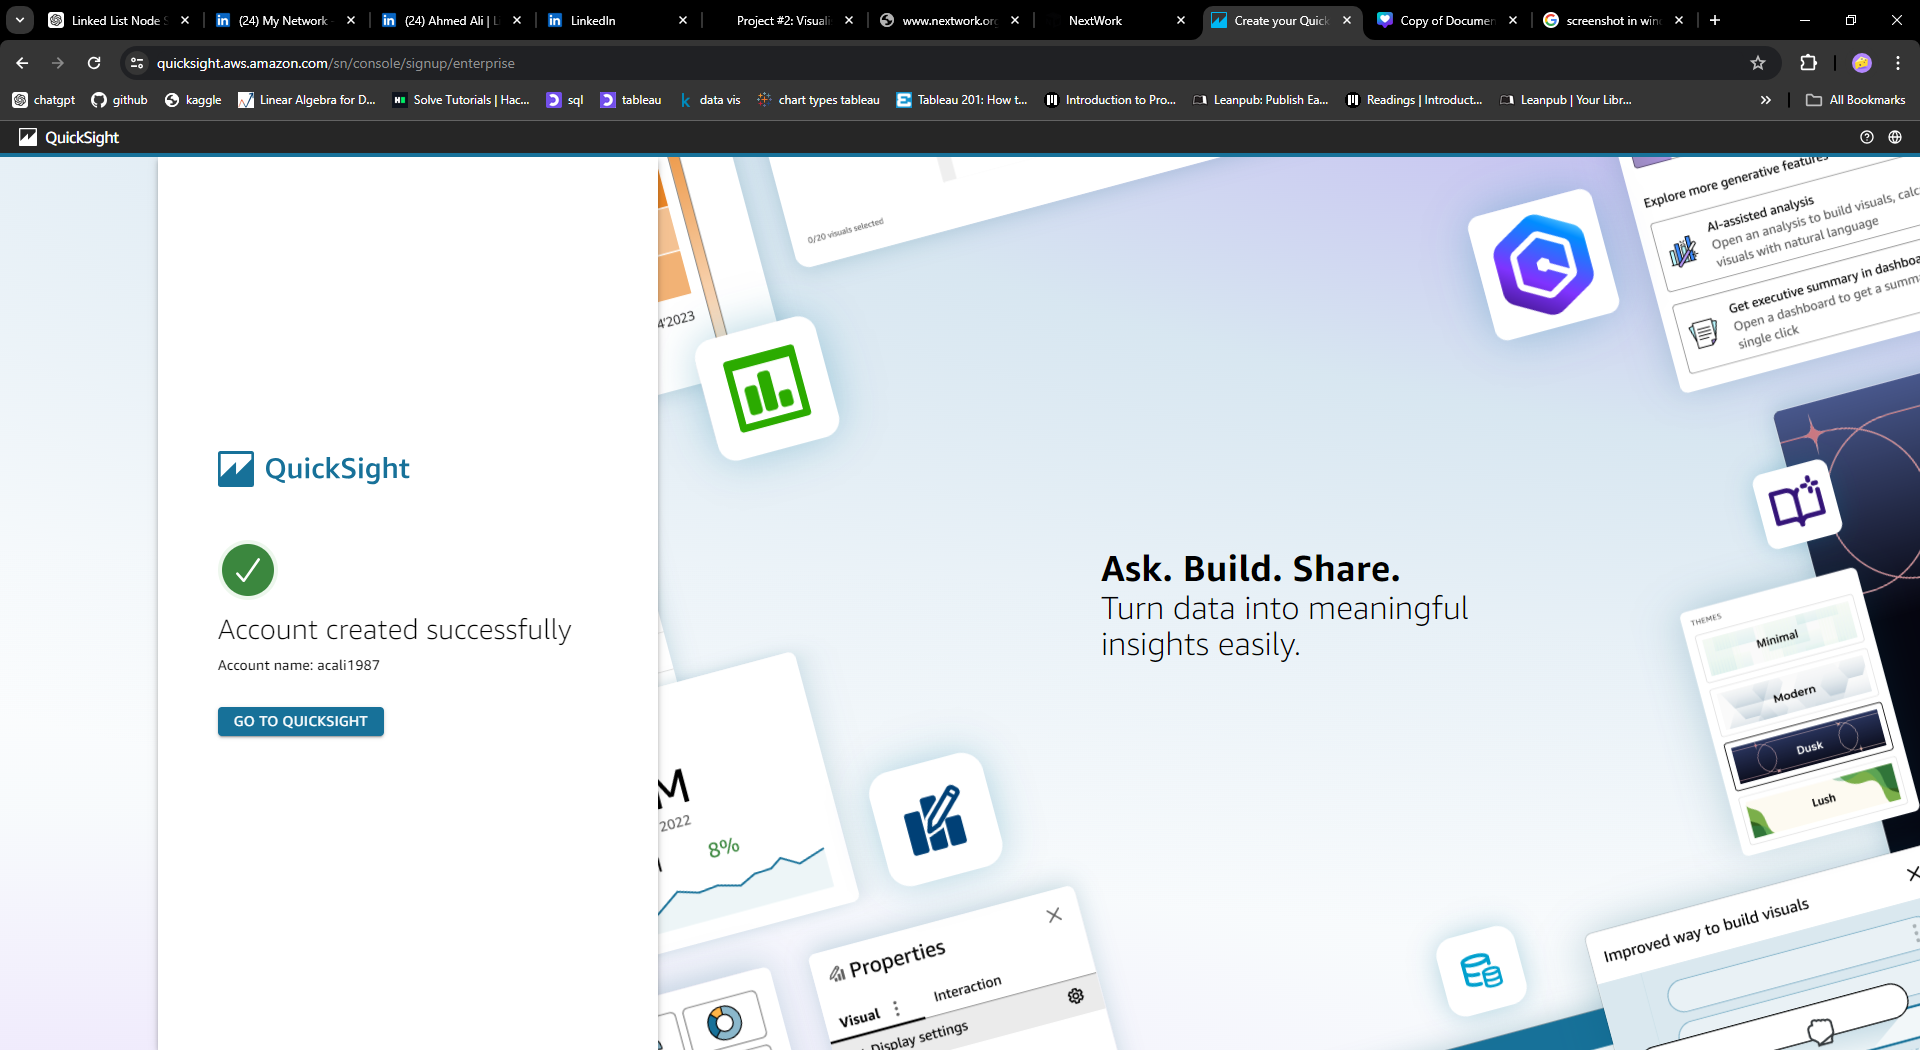 Linked List Node S
(24) My Network
(24) Ahmed Ali | L
LinkedIn
Project #2: Visuali
www.nextwork.org
NextWork
Create your Quick
Copy of Document
screenshot in win
quicksight.aws.amazon.com/sn/console/signup/enterprise
chatgpt
github
kaggle
Linear Algebra for D...
Solve Tutorials | Hac...
sql
tableau
data vis
chart types tableau
Tableau 201: How t...
Introduction to Pro...
Leanpub: Publish Ea...
Readings | Introduct...
Leanpub | Your Libr...
All Bookmarks
QuickSight
QuickSight
Account created successfully
Account name: acali1987
GO TO QUICKSIGHT
0/20 visuals selected
4'2023
Explore more generative features
AI-assisted analysis
Open an analysis to build visuals, calc
visuals with natural language
Get executive summary in dashboa
Open a dashboard to get a summa
single click
Ask. Build. Share.
Turn data into meaningful
insights easily.
THEMES
Minimal
Modern
Dusk
Lush
M
2022
8%
Properties
Visual
Interaction
Display settings
Improved way to build visuals